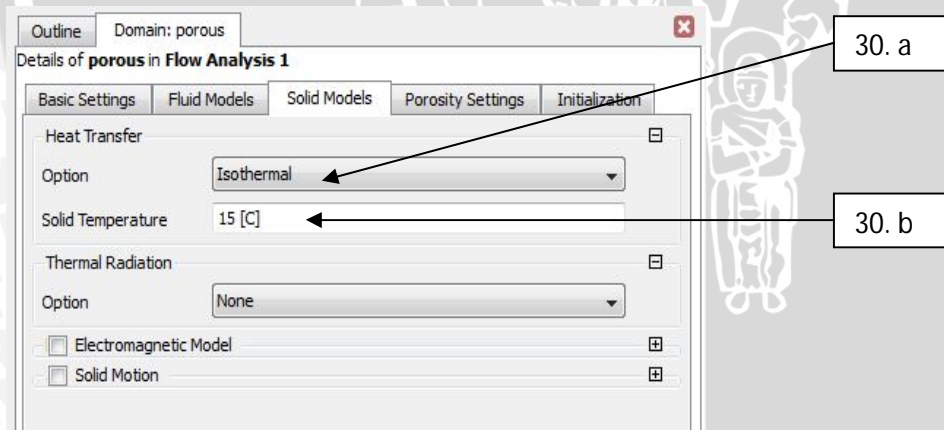 Outline Domain: porous
30. a
Details of porous in Flow Analysis 1
Basic Settings Fluid Models Solid Models Porosity Settings Initialization
Heat Transfer
Option Isothermal
Solid Temperature 15 [C]
30. b
Thermal Radiation
Option None
Electromagnetic Model
Solid Motion